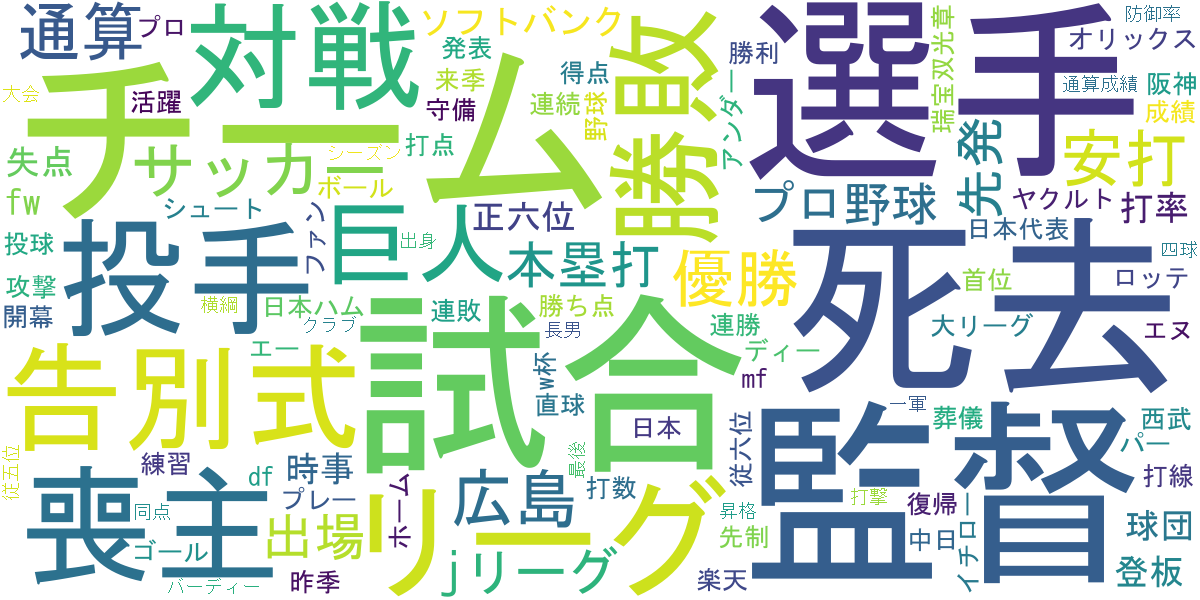 通算
プロ
対戦
ソフトバンク
発表
来季
守備
連続
得点
野球
勝敗
勝利
アンダー
選手
瑞宝双光章
防御率
オリックス
通算成績
阪神
成績
大会
活躍
チーム
打点
失点
サッカー
シーズン
ボール
fw
シュート
ファン
巨人
正六位
本塁打
優勝
プロ野球
先発
安打
ヤクルト
打率
日本代表
四球
投球
投手
出身
攻撃
開幕
横綱
日本ハム
クラブ
連敗
勝ち点
長男
連勝
死去
首位
ロッテ
大リーグ
エヌ
告別式
エー
試合
w杯
直球
ディー
mf
日本
従六位
監督
一軍
葬儀
西武
パー
従五位
練習
df
時事
プレー
喪主
同点
ゴール
バーディー
出場
昨季
ホーム
リーグ
広島
jリーグ
最後
打数
昇格
先制
楽天
打撃
復帰
中日
イチロー
打線
球団
登板